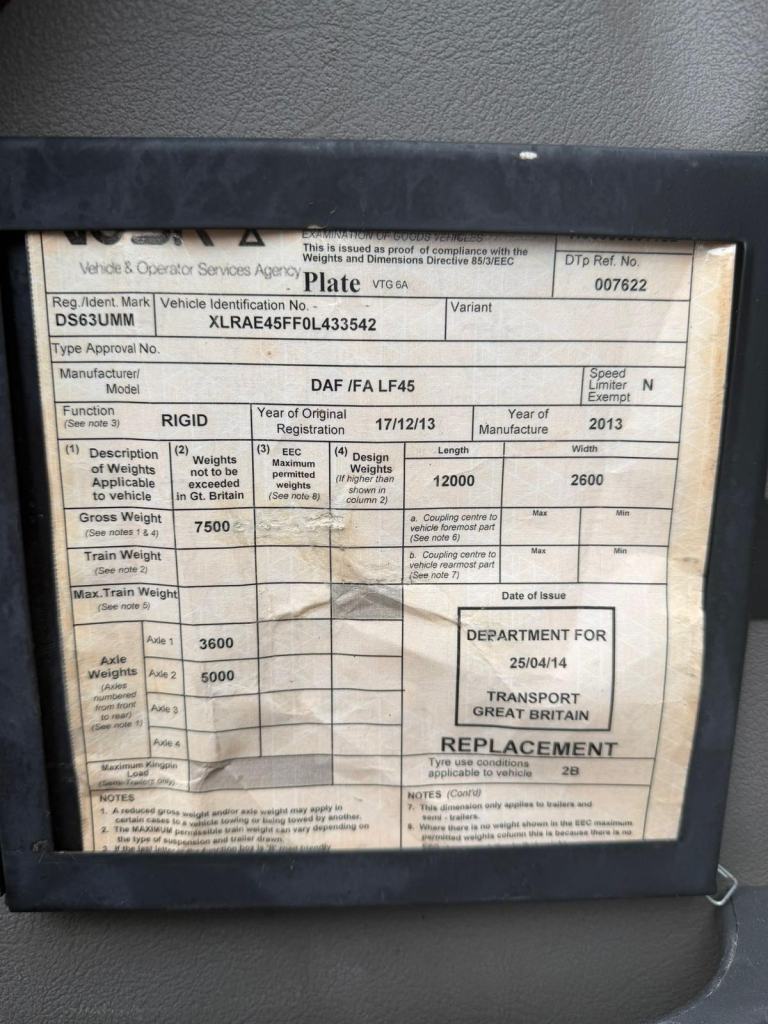 EXAMINATION OF GOODS VEHICLES
This is issued as proof of compliance with the
Weights and Dimensions Directive 85/3/EEC
Vehicle & Operator Services Agency
Plate VTG 6A
DTp Ref. No.
007622
Reg./Ident. Mark
DS63UMM
Vehicle Identification No. -
XLRAE45FF0L433542
Variant
Type Approval No.
Manufacturer/
Model
DAF /FA LF45
Speed
Limiter N
Exempt
Function
(See note 3)
RIGID
Year of Original
Registration
17/12/13
Year of
Manufacture
2013
(1) Description
of Weights
Applicable
to vehicle
(2) Weights
not to be
exceeded
in Gt. Britain
(3) EEC
Maximum
permitted
weights
(See note 8)
(4) Design
Weights
(If higher than
shown in
column 2)
Length
12000
Width
2600
Gross Weight
(See notes 1 & 4)
7500
a. Coupling centre to
vehicle foremost part
(See note 6)
Max
Min
Train Weight
(See note 2)
b. Coupling centre to
vehicle rearmost part
(See note 7)
Max
Min
Max.Train Weight
(See note 5)
Date of Issue
DEPARTMENT FOR
25/04/14
TRANSPORT
GREAT BRITAIN
REPLACEMENT
Axle
Weights
(Axles
numbered
from front
to rear)
(See note 1)
Axle 1
3600
Axle 2
5000
Axle 3
Axle 4
Maximum Kingpin
Load
(Semi-Trailers only)
Tyre use conditions
applicable to vehicle
2B
NOTES
1. A reduced gross weight and/or axle weight may apply in
certain cases to a vehicle towing or being towed by another.
2. The MAXIMUM permissible train weight can vary depending on
the type of suspension and trailer drawn.
NOTES (Cont'd)
7. This dimension only applies to trailers and
semi - trailers.
8. Where there is no weight shown in the EEC maximum
permitted weights column this is because there is no